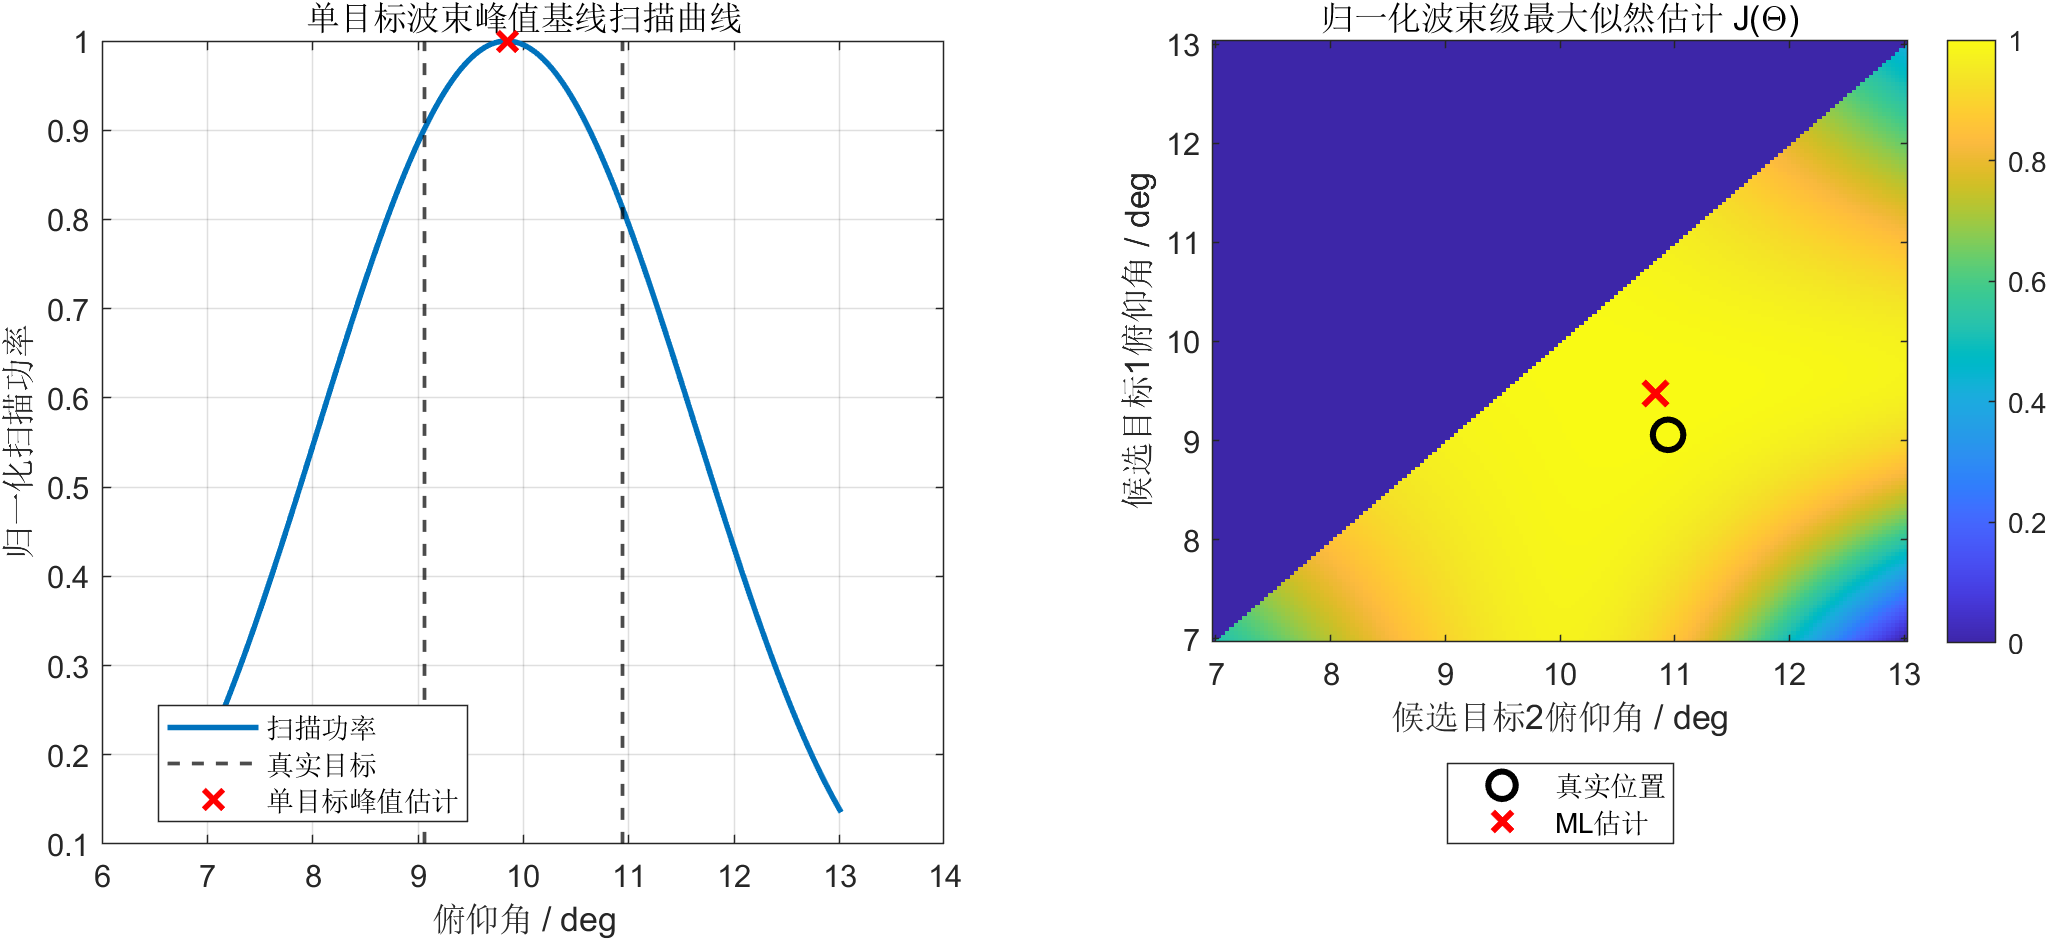 单目标波束峰值基线扫描曲线
归一化扫描功率
1
0.9
0.8
0.7
0.6
0.5
0.4
0.3
0.2
0.1
扫描功率
真实目标
单目标峰值估计
6 7 8 9 10 11 12 13 14
俯仰角 / deg
归一化波束级最大似然估计 J(Θ)
候选目标1俯仰角 / deg
13
12
11
10
9
8
7
7 8 9 10 11 12 13
候选目标2俯仰角 / deg
1
0.8
0.6
0.4
0.2
0
真实位置
ML估计